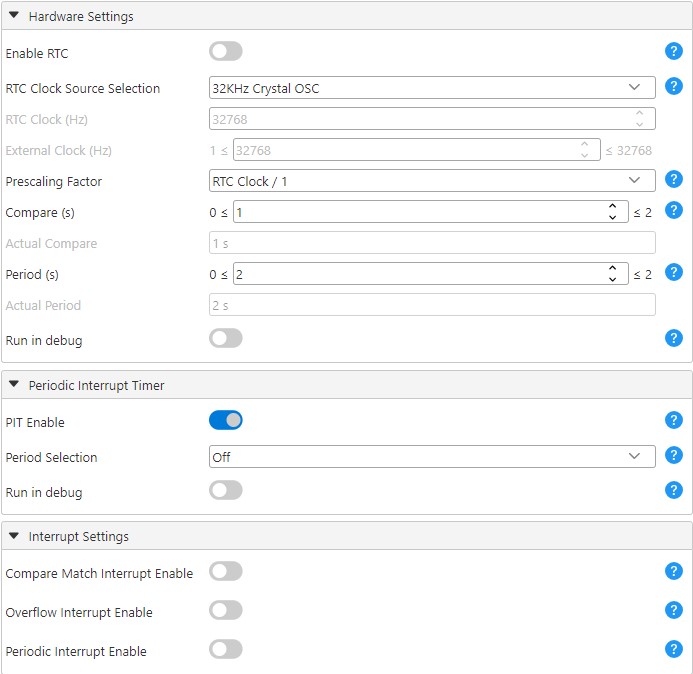 Hardware Settings
Enable RTC ?
RTC Clock Source Selection 32KHz Crystal OSC ?
RTC Clock (Hz) 32768
External Clock (Hz) 1 ≤ 32768 ≤ 32768
Prescaling Factor RTC Clock / 1 ?
Compare (s) 0 ≤ 1 ≤ 2 ?
Actual Compare 1 s
Period (s) 0 ≤ 2 ≤ 2 ?
Actual Period 2 s
Run in debug ?
Periodic Interrupt Timer
PIT Enable ?
Period Selection Off ?
Run in debug ?
Interrupt Settings
Compare Match Interrupt Enable ?
Overflow Interrupt Enable ?
Periodic Interrupt Enable ?